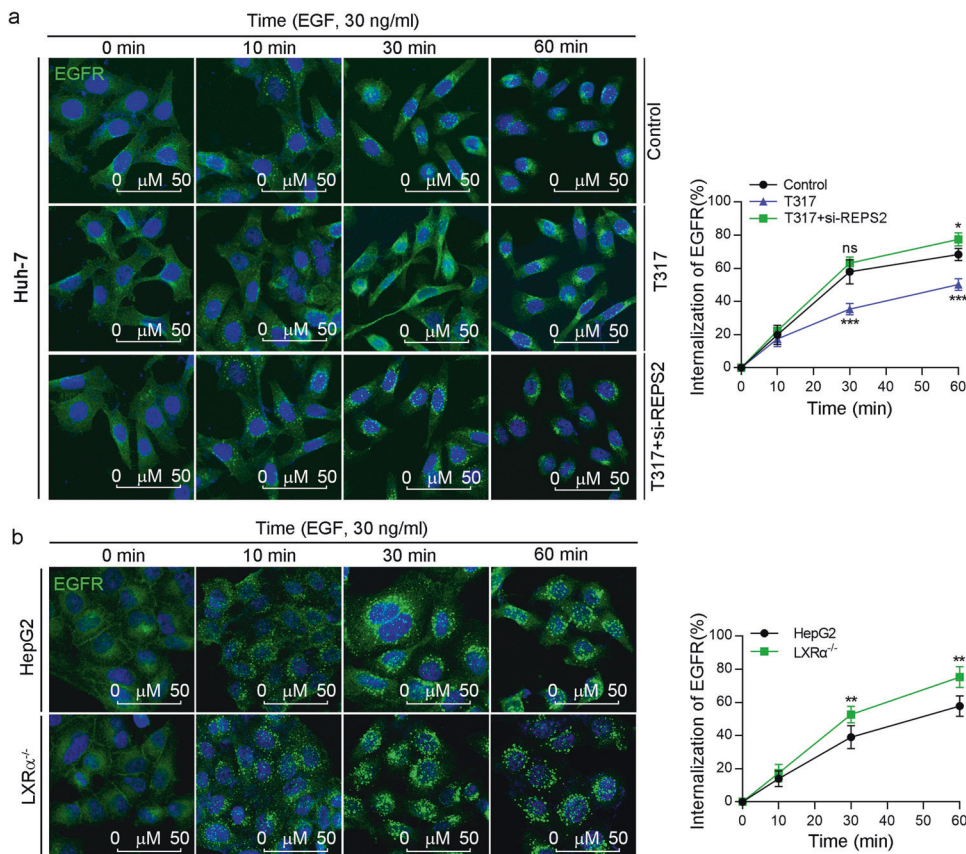 a
Time (EGF, 30 ng/ml)
0 min 10 min 30 min 60 min
Huh-7
EGFR
0 μM 50 0 μM 50 0 μM 50 0 μM 50
Control
0 μM 50 0 μM 50 0 μM 50 0 μM 50
T317
0 μM 50 0 μM 50 0 μM 50 0 μM 50
T317+si-REPS2
Control
T317
T317+si-REPS2
Internalization of EGFR(%)
100
80
60
40
20
0
ns
***
*
***
0 10 20 30 40 50 60
Time (min)
b
Time (EGF, 30 ng/ml)
0 min 10 min 30 min 60 min
HepG2
EGFR
0 μM 50 0 μM 50 0 μM 50 0 μM 50
LXRα-/-
0 μM 50 0 μM 50 0 μM 50 0 μM 50
HepG2
LXRα-/-
Internalization of EGFR(%)
100
80
60
40
20
0
**
**
0 10 20 30 40 50 60
Time (min)